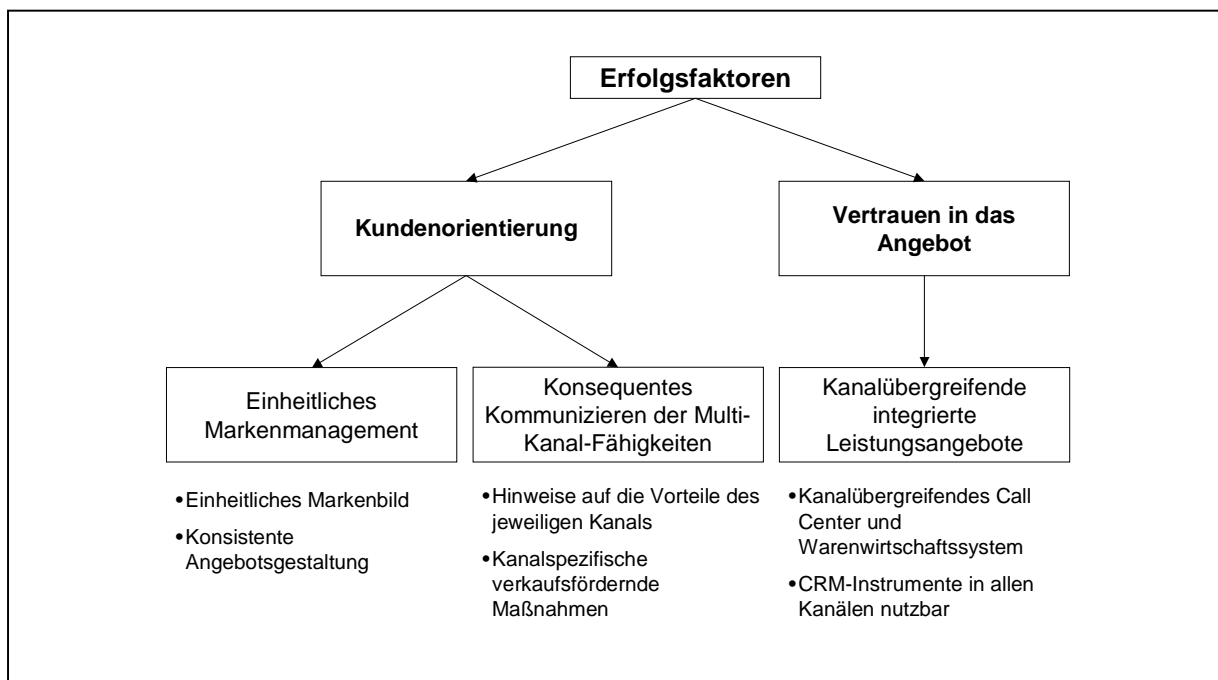 Erfolgsfaktoren
Kundenorientierung
Vertrauen in das
Angebot
Einheitliches
Markenmanagement
Konsequentes
Kommunizieren der Multi-
Kanal-Fähigkeiten
Kanalübergreifende
integrierte
Leistungsangebote
•Einheitliches Markenbild
•Konsistente
Angebotsgestaltung
•Hinweise auf die Vorteile des
jeweiligen Kanals
•Kanalspezifische
verkaufsfördernde
Maßnahmen
•Kanalübergreifendes Call
Center und
Warenwirtschaftssystem
•CRM-Instrumente in allen
Kanälen nutzbar